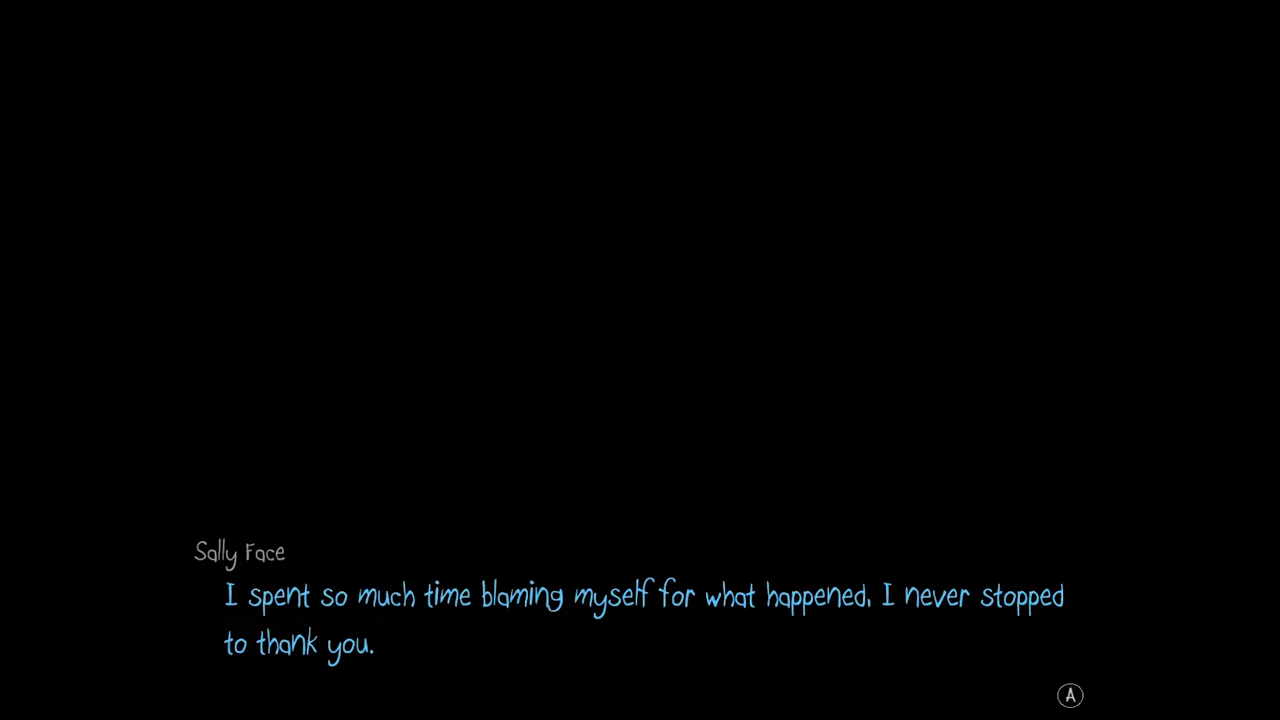 Sally Face
I spent so much time blaming myself for what happened. I never stopped
to thank you.
A